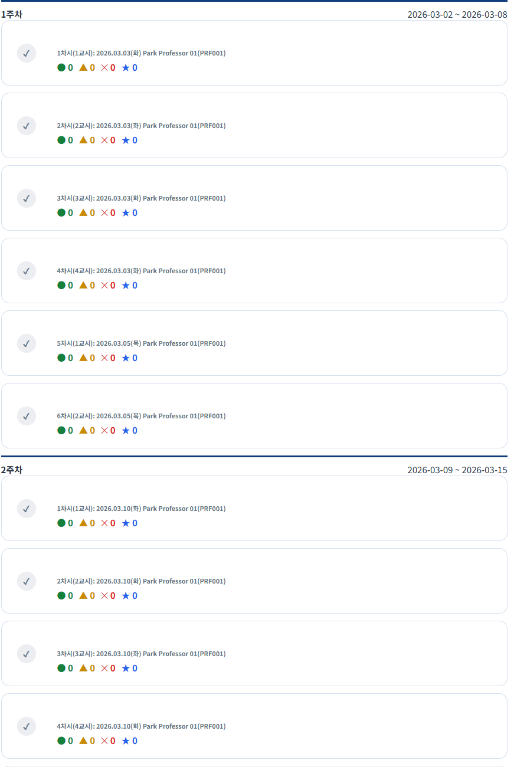 1주차 2026-03-02 ~ 2026-03-08
1차시(1교시): 2026.03.03(화) Park Professor 01(PRF001)
● 0 ▲ 0 ✕ 0 ★ 0
2차시(2교시): 2026.03.03(화) Park Professor 01(PRF001)
● 0 ▲ 0 ✕ 0 ★ 0
3차시(3교시): 2026.03.03(화) Park Professor 01(PRF001)
● 0 ▲ 0 ✕ 0 ★ 0
4차시(4교시): 2026.03.03(화) Park Professor 01(PRF001)
● 0 ▲ 0 ✕ 0 ★ 0
5차시(1교시): 2026.03.05(목) Park Professor 01(PRF001)
● 0 ▲ 0 ✕ 0 ★ 0
6차시(2교시): 2026.03.05(목) Park Professor 01(PRF001)
● 0 ▲ 0 ✕ 0 ★ 0
2주차 2026-03-09 ~ 2026-03-15
1차시(1교시): 2026.03.10(화) Park Professor 01(PRF001)
● 0 ▲ 0 ✕ 0 ★ 0
2차시(2교시): 2026.03.10(화) Park Professor 01(PRF001)
● 0 ▲ 0 ✕ 0 ★ 0
3차시(3교시): 2026.03.10(화) Park Professor 01(PRF001)
● 0 ▲ 0 ✕ 0 ★ 0
4차시(4교시): 2026.03.10(화) Park Professor 01(PRF001)
● 0 ▲ 0 ✕ 0 ★ 0